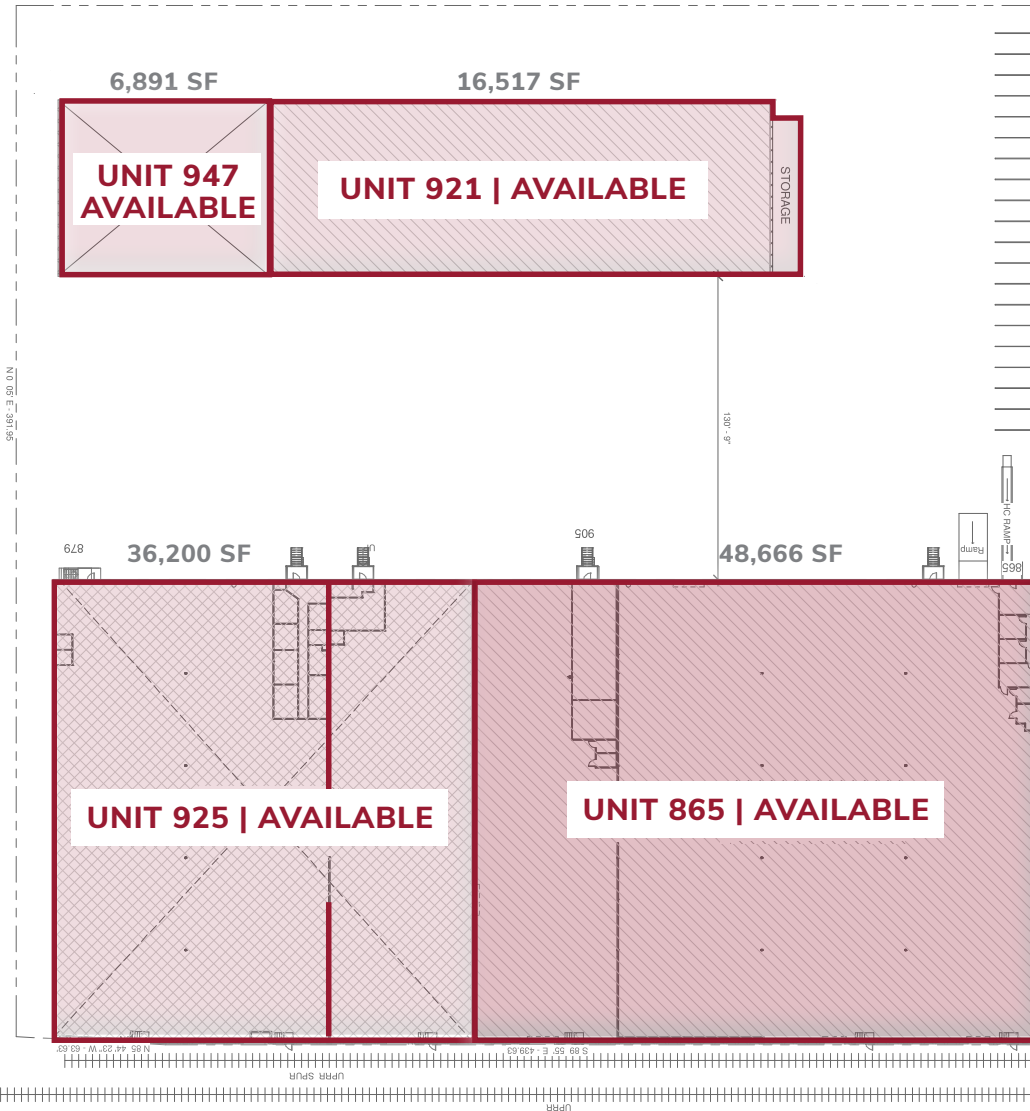 6,891 SF
16,517 SF
UNIT 947
AVAILABLE
UNIT 921 | AVAILABLE
STORAGE
N 0 05' E - 391.95
130' - 9"
879
36,200 SF
905
48,666 SF
Ramp
HC RAMP
865
UNIT 925 | AVAILABLE
UNIT 865 | AVAILABLE
N 85 44' 23" W - 63.63'
S 89 55' E - 439.63
UPRR SPUR
UPRR